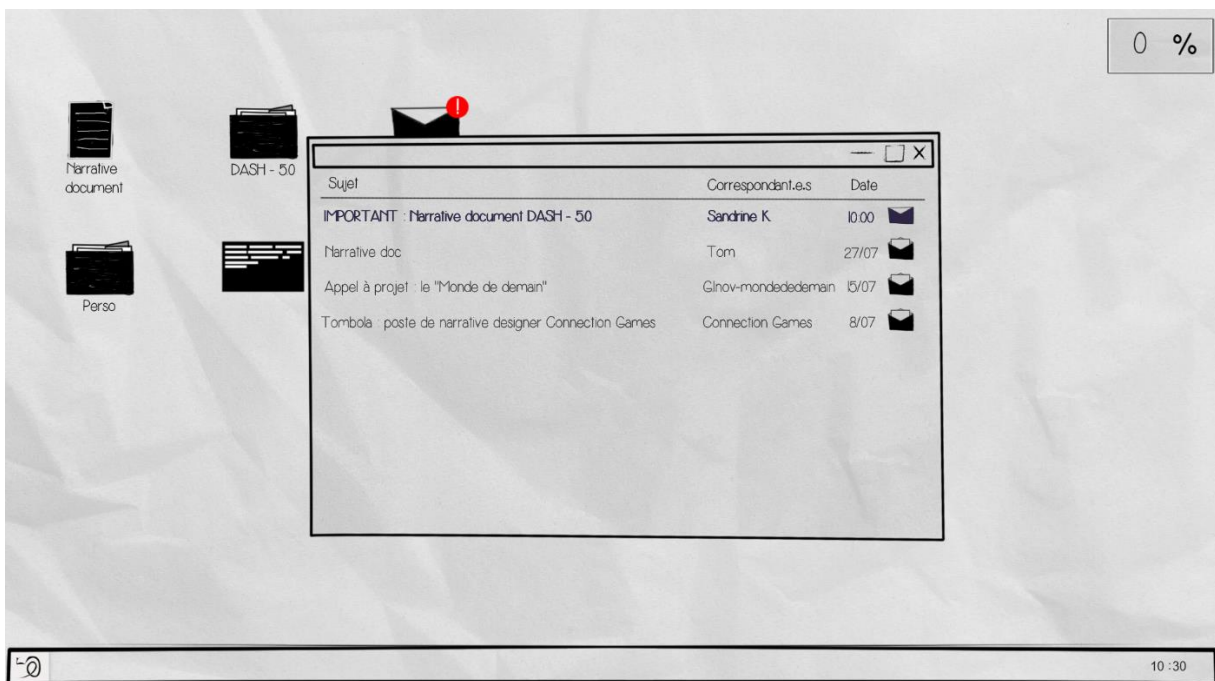 0 %
Narrative
document
DASH - 50
Perso
Sujet Correspondant.e.s Date
IMPORTANT : Narrative document DASH - 50 Sandrine K. 10:00
Narrative doc Tom 27/07
Appel à projet : le "Monde de demain" GInov-mondededemain 15/07
Tombola : poste de narrative designer Connection Games Connection Games 8/07
10 :30